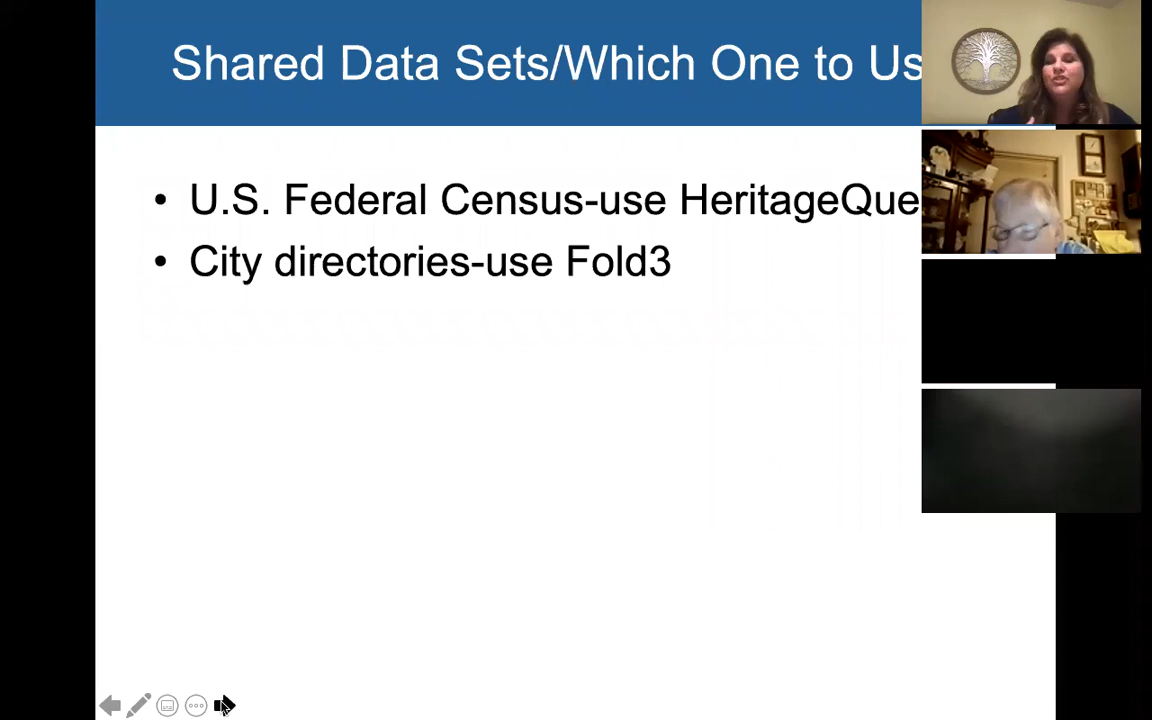 Shared Data Sets/Which One to Us
• U.S. Federal Census-use HeritageQue
• City directories-use Fold3